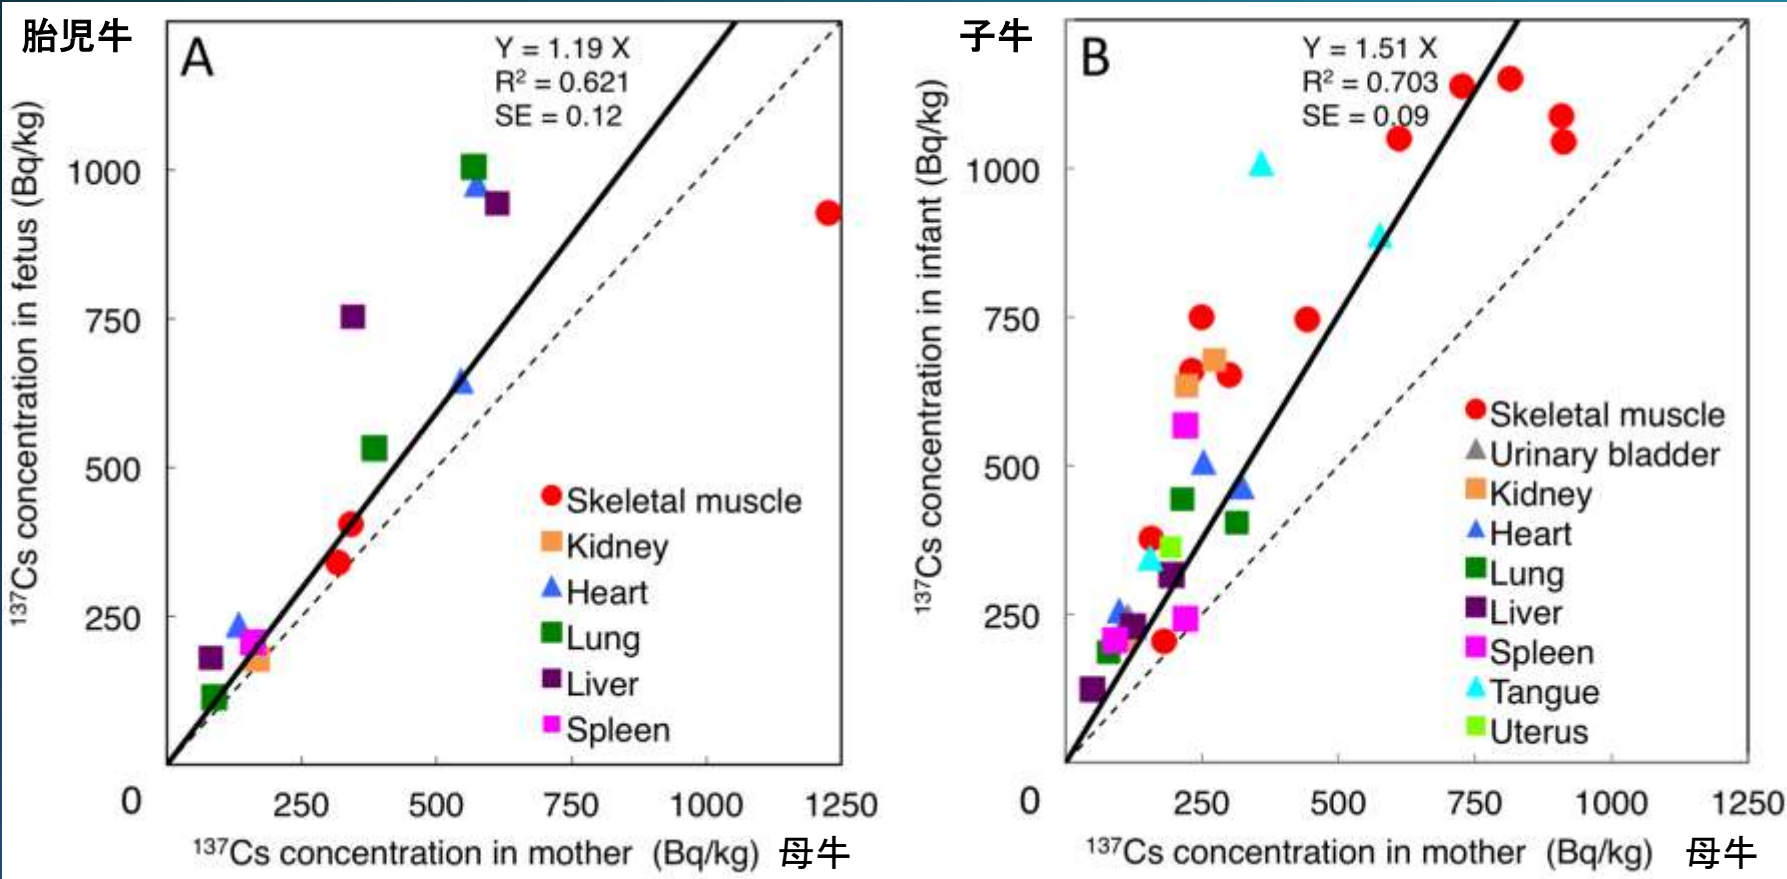 胎児牛
A
Y = 1.19 X
R² = 0.621
SE = 0.12
¹³⁷Cs concentration in fetus (Bq/kg)
1000
750
500
250
0
250
500
750
1000
1250
Skeletal muscle
Kidney
Heart
Lung
Liver
Spleen
¹³⁷Cs concentration in mother (Bq/kg) 母牛
子牛
B
Y = 1.51 X
R² = 0.703
SE = 0.09
¹³⁷Cs concentration in infant (Bq/kg)
1000
750
500
250
0
250
500
750
1000
1250
Skeletal muscle
Urinary bladder
Kidney
Heart
Lung
Liver
Spleen
Tangue
Uterus
¹³⁷Cs concentration in mother (Bq/kg) 母牛